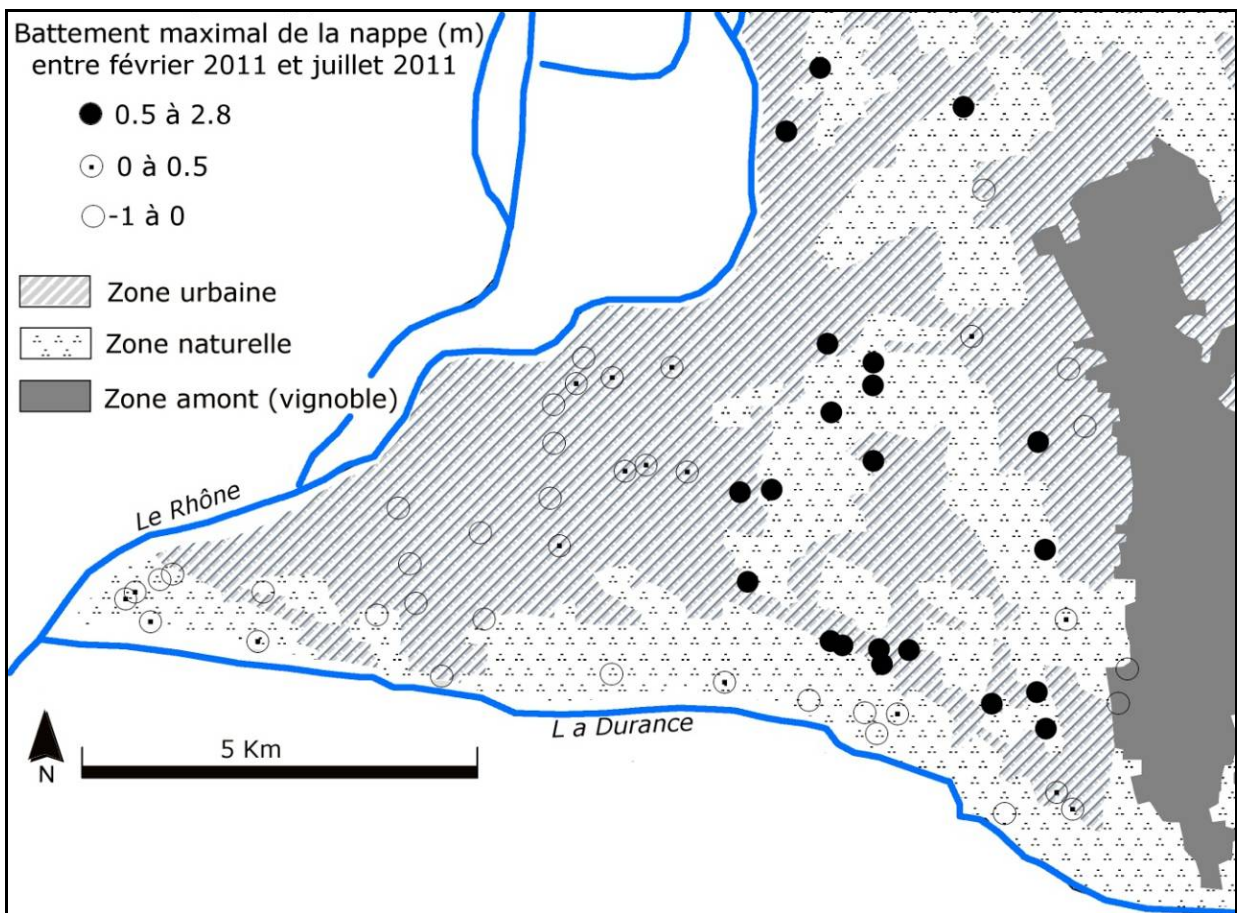 Battement maximal de la nappe (m)
entre février 2011 et juillet 2011
0.5 à 2.8
0 à 0.5
-1 à 0
Zone urbaine
Zone naturelle
Zone amont (vignoble)
Le Rhône
L a Durance
5 Km
N